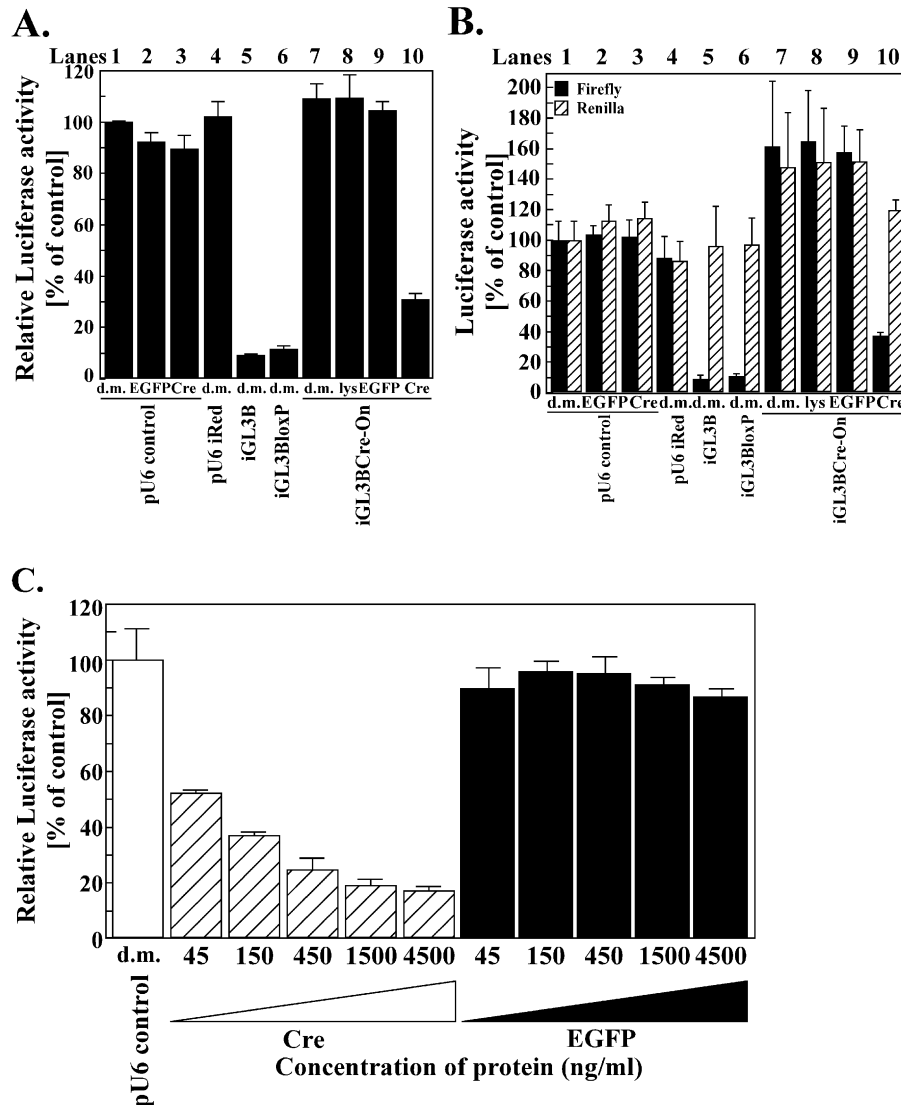 A.
Lanes 1 2 3 4 5 6 7 8 9 10
Relative Luciferase activity
[% of control]
120
100
80
60
40
20
0
d.m. EGFP Cre d.m. d.m. d.m. d.m. lys EGFP Cre
pU6 control
pU6 iRed
iGL3B
iGL3BloxP
iGL3BCre-On
B.
Lanes 1 2 3 4 5 6 7 8 9 10
Luciferase activity
[% of control]
200
180
160
140
120
100
80
60
40
20
0
Firefly
Renilla
d.m. EGFP Cre d.m. d.m. d.m. d.m. lys EGFP Cre
pU6 control
pU6 iRed
iGL3B
iGL3BloxP
iGL3BCre-On
C.
Relative Luciferase activity
[% of control]
120
100
80
60
40
20
0
d.m. 45 150 450 1500 4500 45 150 450 1500 4500
pU6 control
Cre EGFP
Concentration of protein (ng/ml)